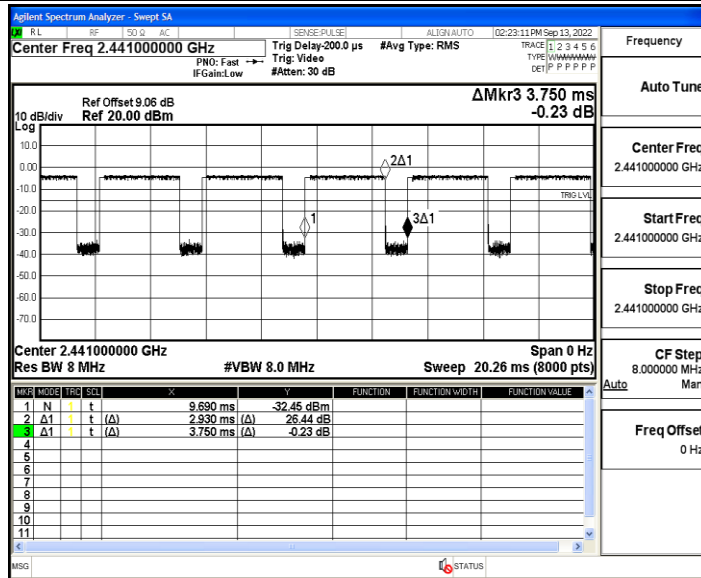 Agilent Spectrum Analyzer - Swept SA
RL RF 50 Ω AC SENSE:PULSE ALIGN AUTO 02:23:11 PM Sep 13, 2022
Center Freq 2.441000000 GHz
PNO: Fast
IFGain:Low
Trig Delay-200.0 µs
Trig: Video
#Atten: 30 dB
#Avg Type: RMS
TRACE 1 2 3 4 5 6
TYPE WWWWWW
DET P P P P P P
Frequency
Auto Tune
Center Freq
2.441000000 GHz
Start Freq
2.441000000 GHz
Stop Freq
2.441000000 GHz
CF Step
8.000000 MHz
Auto Man
Freq Offset
0 Hz
ΔMkr3 3.750 ms
-0.23 dB
Ref Offset 9.06 dB
10 dB/div Ref 20.00 dBm
Log
10.0
0.00
-10.0
-20.0
-30.0
-40.0
-50.0
-60.0
-70.0
2Δ1
TRIG LVL
1
3Δ1
Center 2.441000000 GHz Span 0 Hz
Res BW 8 MHz #VBW 8.0 MHz Sweep 20.26 ms (8000 pts)
MKR MODE TRC SCL X Y FUNCTION FUNCTION WIDTH FUNCTION VALUE
1 N 1 t 9.690 ms -32.45 dBm
2 Δ1 1 t (Δ) 2.930 ms (Δ) 26.44 dB
3 Δ1 1 t (Δ) 3.750 ms (Δ) -0.23 dB
4
5
6
7
8
9
10
11
MSG STATUS